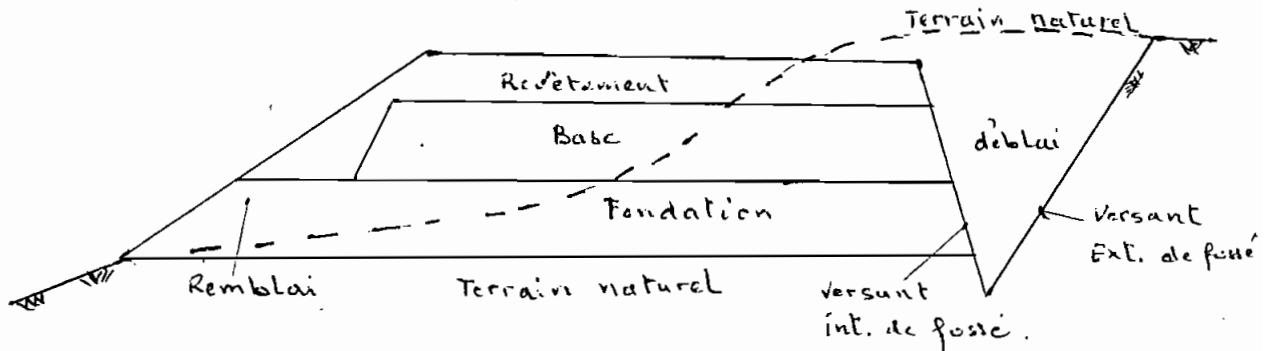 Terrain naturel
Revêtement
Base
déblai
Fondation
versant
Ext. de fossé
Remblai
Terrain naturel
versant
int. de fossé.